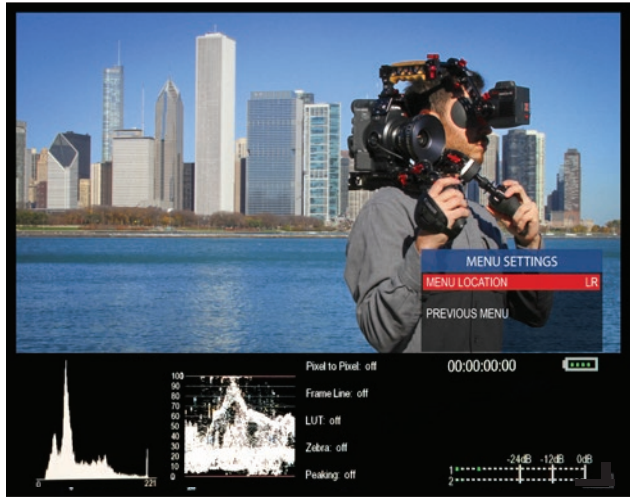 MENU SETTINGS
MENU LOCATION LR
PREVIOUS MENU
Pixel to Pixel: off
00:00:00:00
Frame Line: off
LUT: off
Zebra: off
Peaking: off
100
90
80
70
60
50
40
30
20
10
0
0 221
-24dB -12dB 0dB
1
2